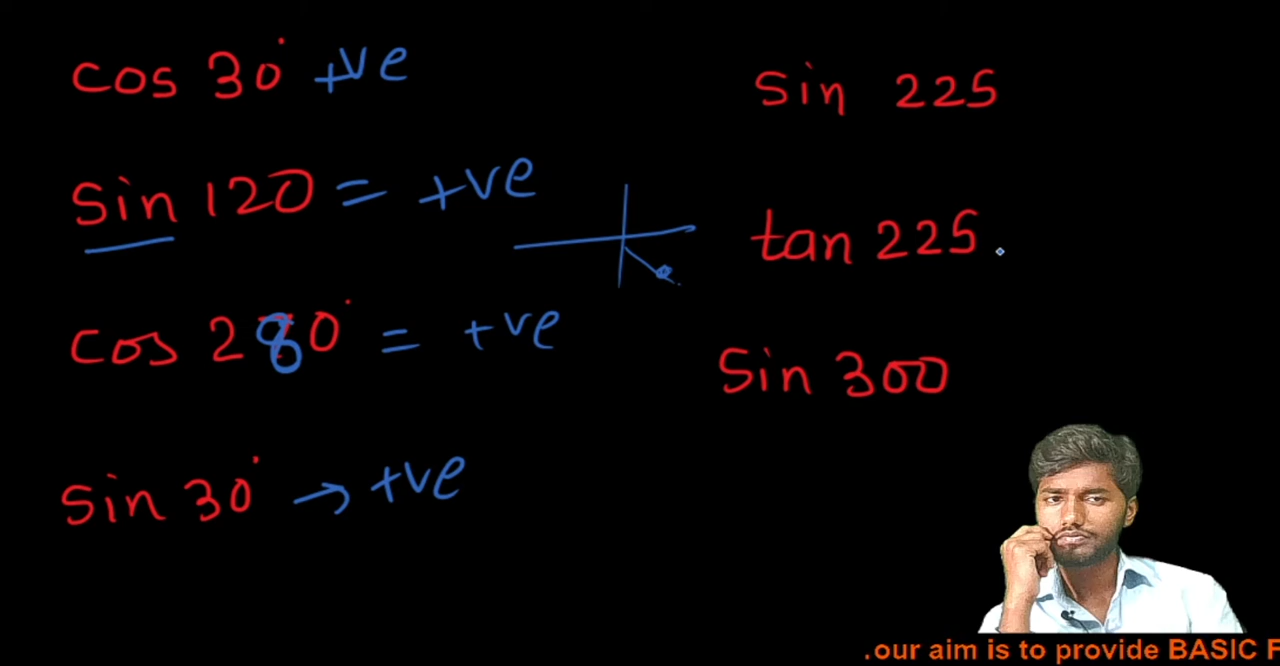 cos 30° +ve
sin 120 = +ve
cos 280° = +ve
sin 30° → +ve
sin 225
tan 225
sin 300
.our aim is to provide BASIC F